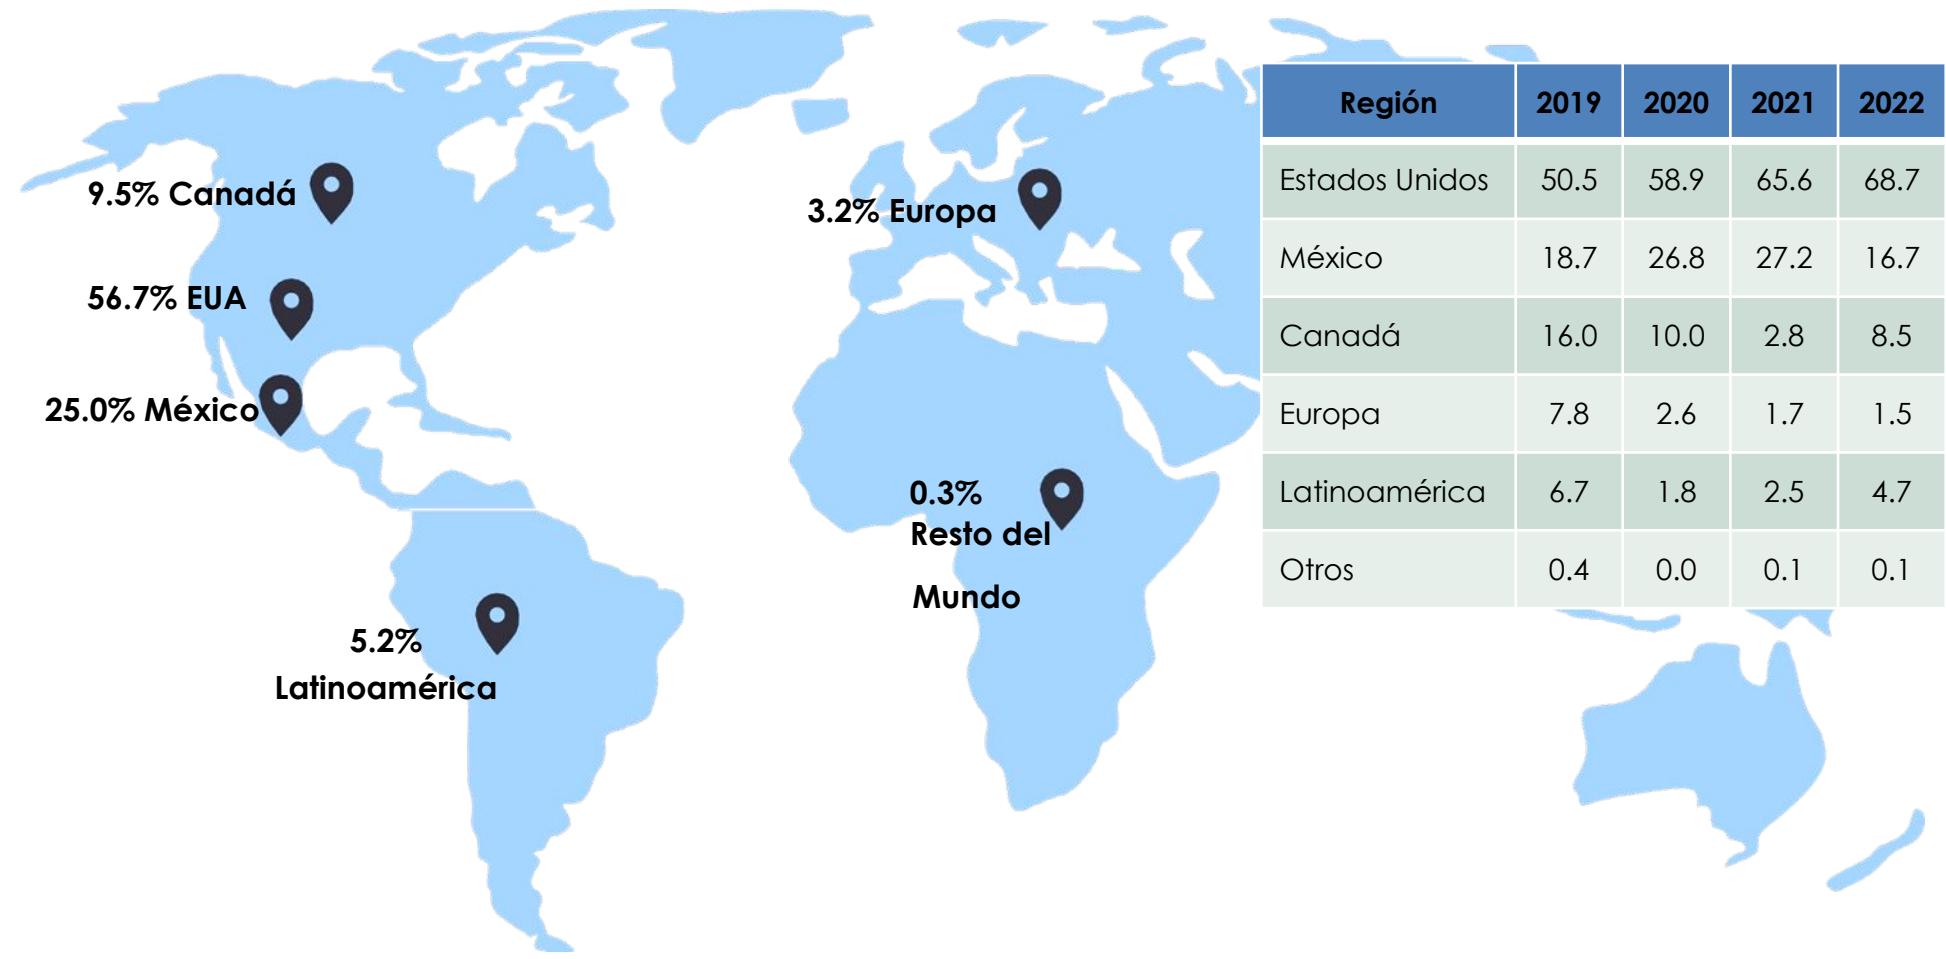 9.5% Canadá
56.7% EUA
25.0% México
5.2%
Latinoamérica
3.2% Europa
0.3%
Resto del
Mundo
Región 2019 2020 2021 2022
Estados Unidos 50.5 58.9 65.6 68.7
México 18.7 26.8 27.2 16.7
Canadá 16.0 10.0 2.8 8.5
Europa 7.8 2.6 1.7 1.5
Latinoamérica 6.7 1.8 2.5 4.7
Otros 0.4 0.0 0.1 0.1